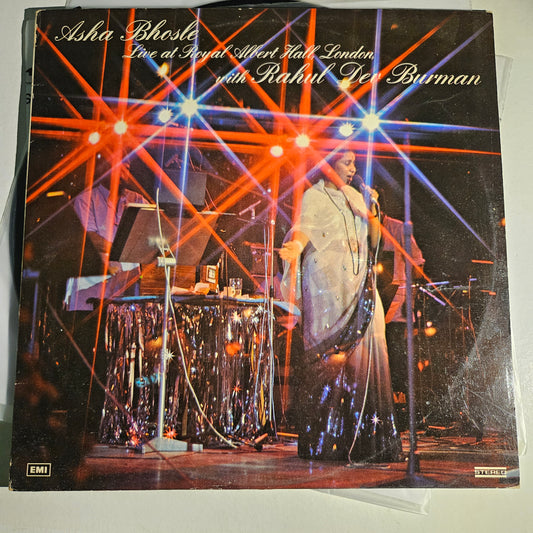 Asha Bhosle
Live at Royal Albert Hall, London
with Rahul Dev Burman
EMI
STEREO